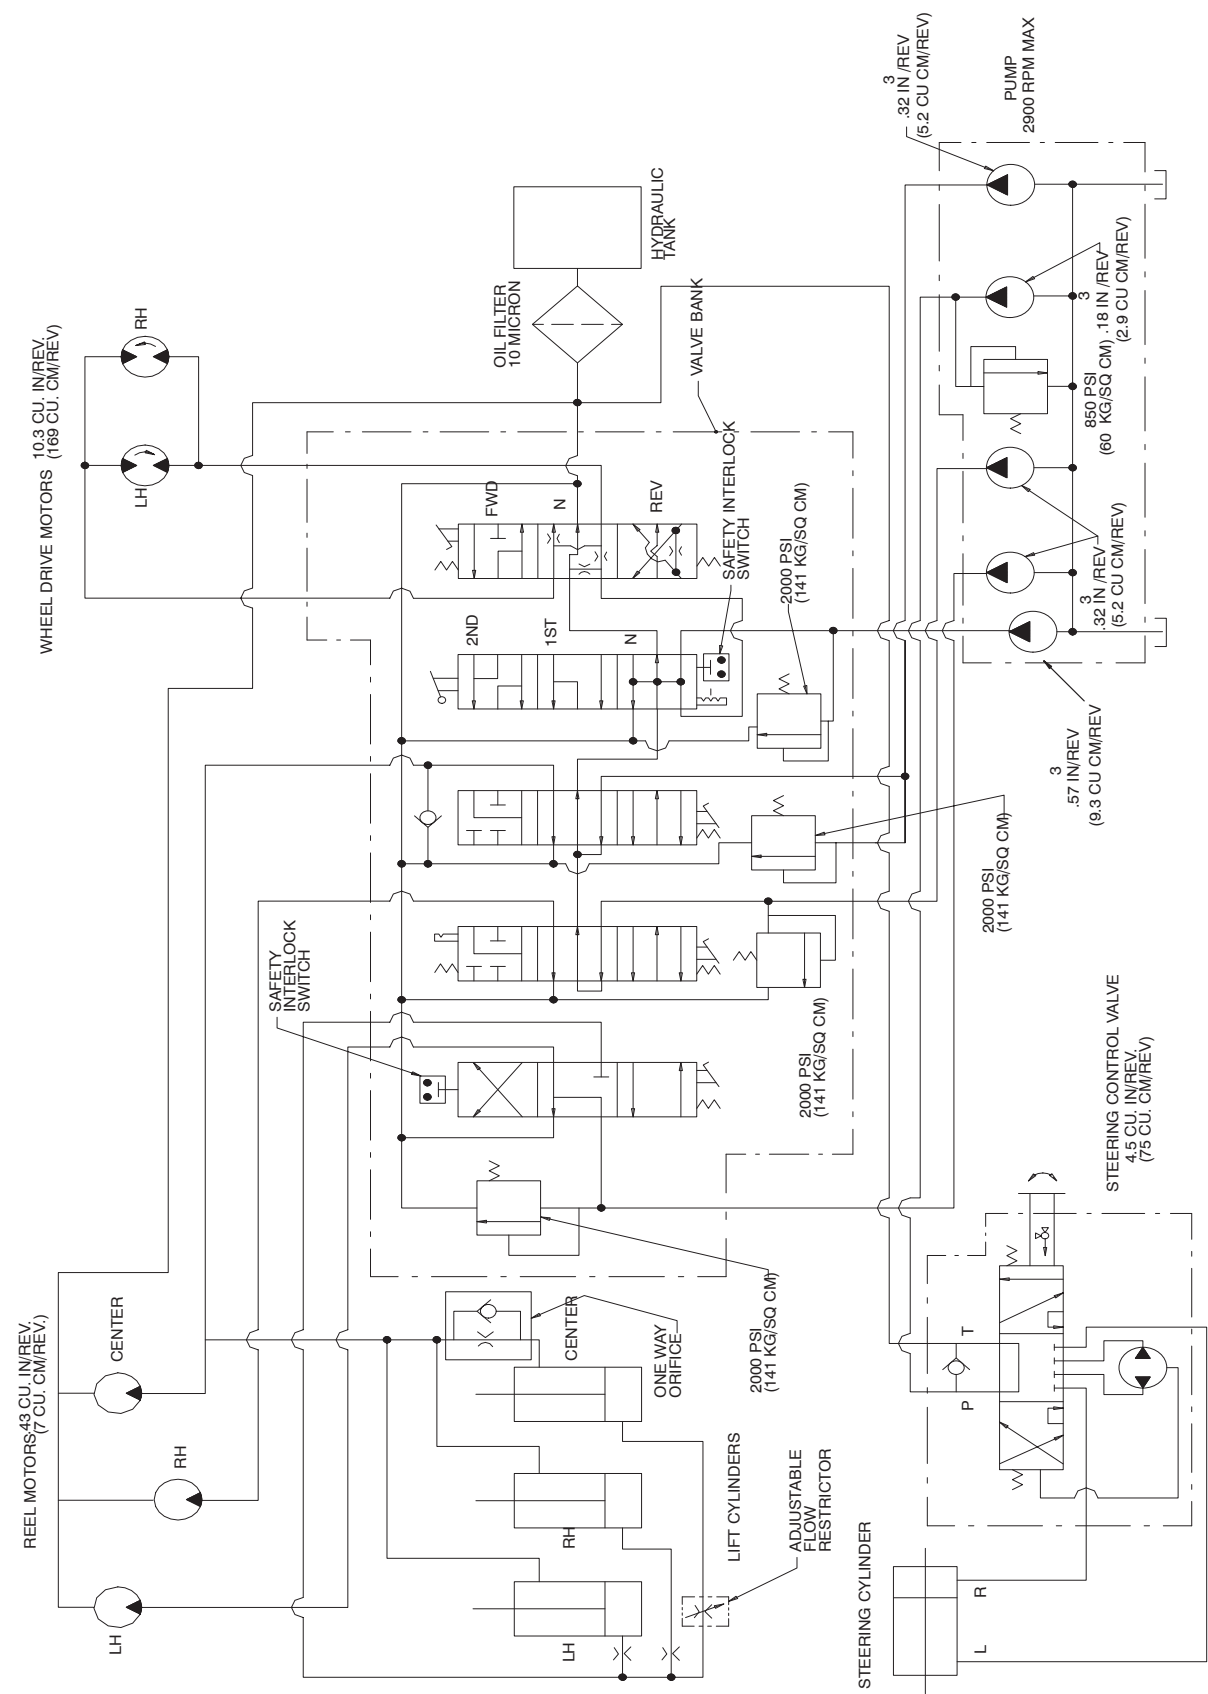 WHEEL DRIVE MOTORS
10.3 CU. IN/REV.
(169 CU. CM/REV)
LH
RH
HYDRAULIC
TANK
OIL FILTER
10 MICRON
VALVE BANK
FWD
N
REV
SAFETY INTERLOCK
SWITCH
2ND
1ST
N
2000 PSI
(141 KG/SQ CM)
2000 PSI
(141 KG/SQ CM)
2000 PSI
(141 KG/SQ CM)
2000 PSI
(141 KG/SQ CM)
SAFETY
INTERLOCK
SWITCH
PUMP
2900 RPM MAX
3
.32 IN /REV
(5.2 CU CM/REV)
3
.18 IN /REV
(2.9 CU CM/REV)
850 PSI
(60 KG/SQ CM)
3
.32 IN /REV
(5.2 CU CM/REV)
3
.57 IN/REV
(9.3 CU CM/REV
REEL MOTORS
.43 CU. IN/REV.
(7 CU. CM/REV.)
LH
RH
CENTER
ONE WAY
ORIFICE
CENTER
RH
LH
LIFT CYLINDERS
ADJUSTABLE
FLOW
RESTRICTOR
STEERING CONTROL VALVE
4.5 CU. IN/REV.
(75 CU. CM/REV)
P
T
STEERING CYLINDER
L
R